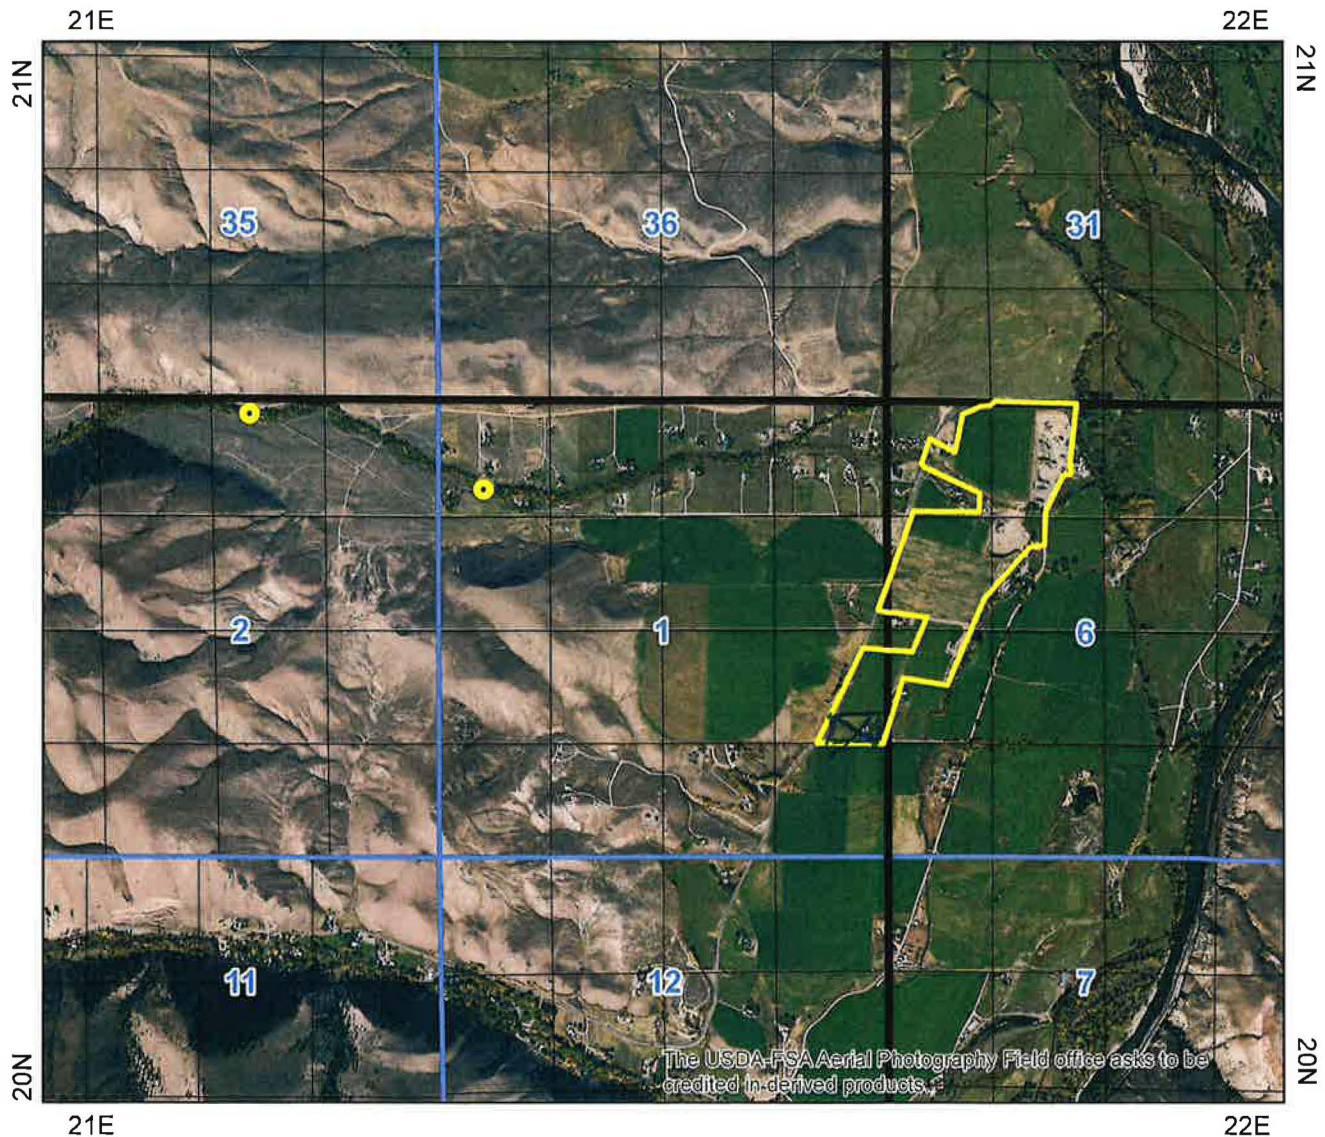 21E
22E
21N
21N
35
36
31
2
1
6
11
12
7
The USDA-FSA Aerial Photography Field office asks to be
credited in derived products.
20N
20N
21E
22E